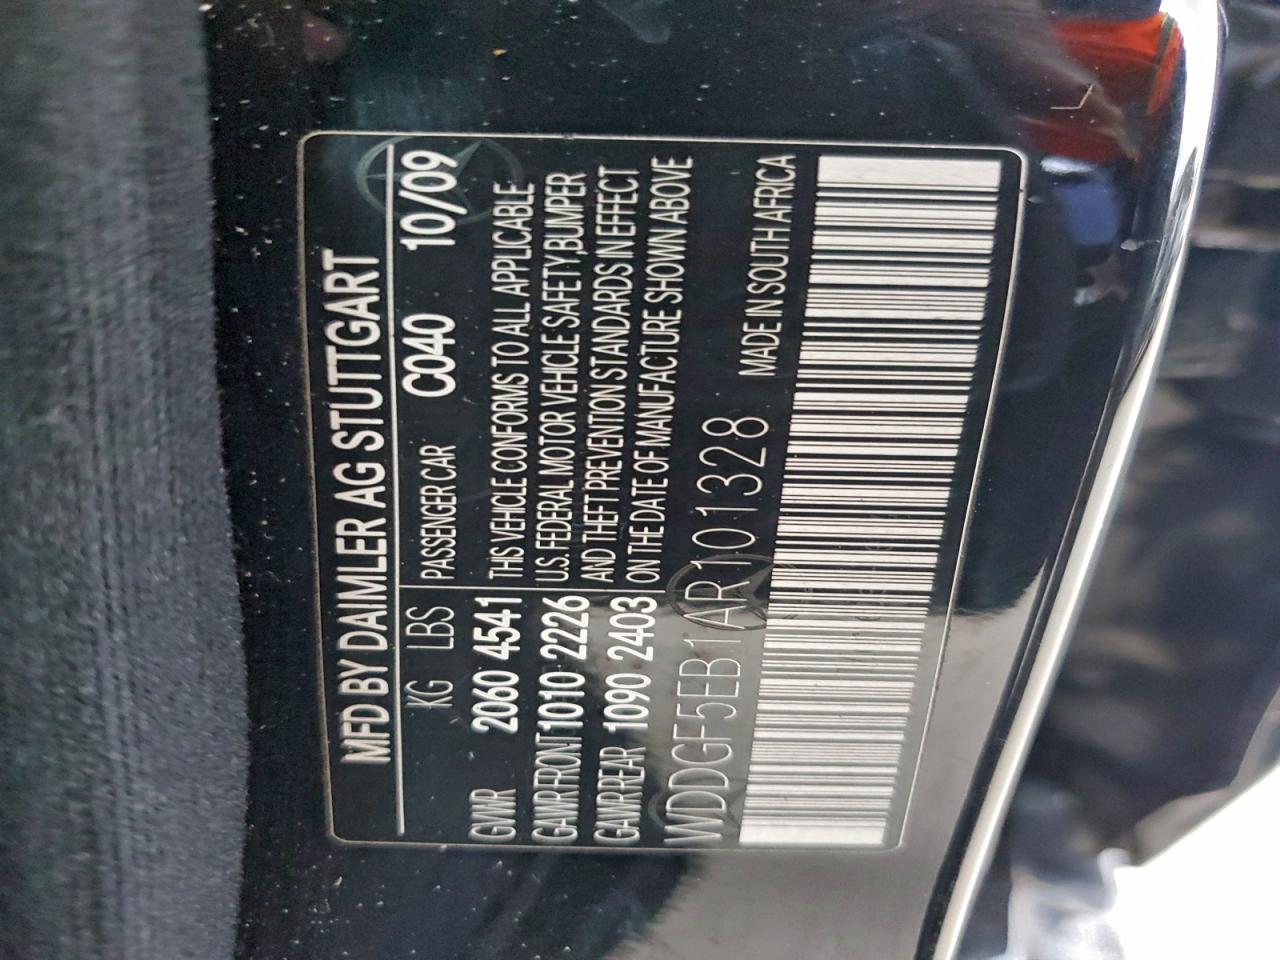 MFD BY DAIMLER AG STUTTGART
KG LBS PASSENGER CAR C040 10/09
GVWR 2060 4541 THIS VEHICLE CONFORMS TO ALL APPLICABLE
GAWR FRONT 1010 2226 U.S. FEDERAL MOTOR VEHICLE SAFETY,BUMPER
GAWR REAR 1090 2403 AND THEFT PREVENTION STANDARDS IN EFFECT
ON THE DATE OF MANUFACTURE SHOWN ABOVE
WDDGF5EB1AR101328 MADE IN SOUTH AFRICA